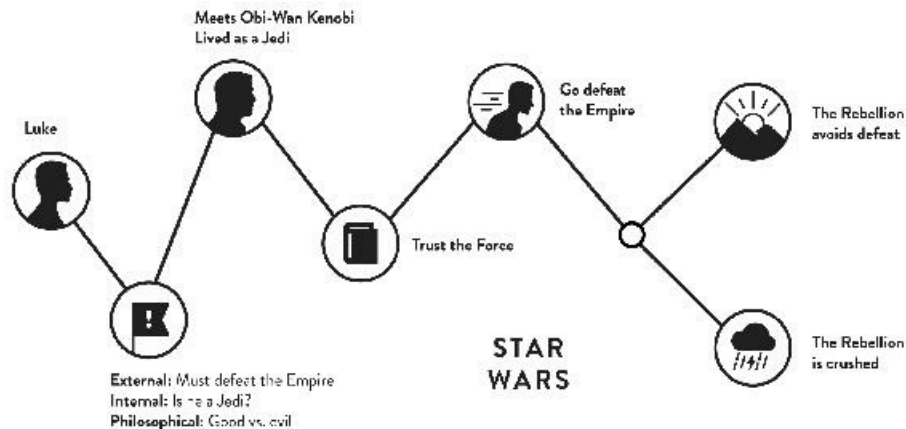 Meets Obi-Wan Kenobi
Lived as a Jedi
Luke
Go defeat
the Empire
The Rebellion
avoids defeat
Trust the Force
!
STAR
WARS
The Rebellion
is crushed
External: Must defeat the Empire
Internal: Is he a Jedi?
Philosophical: Good vs. evil